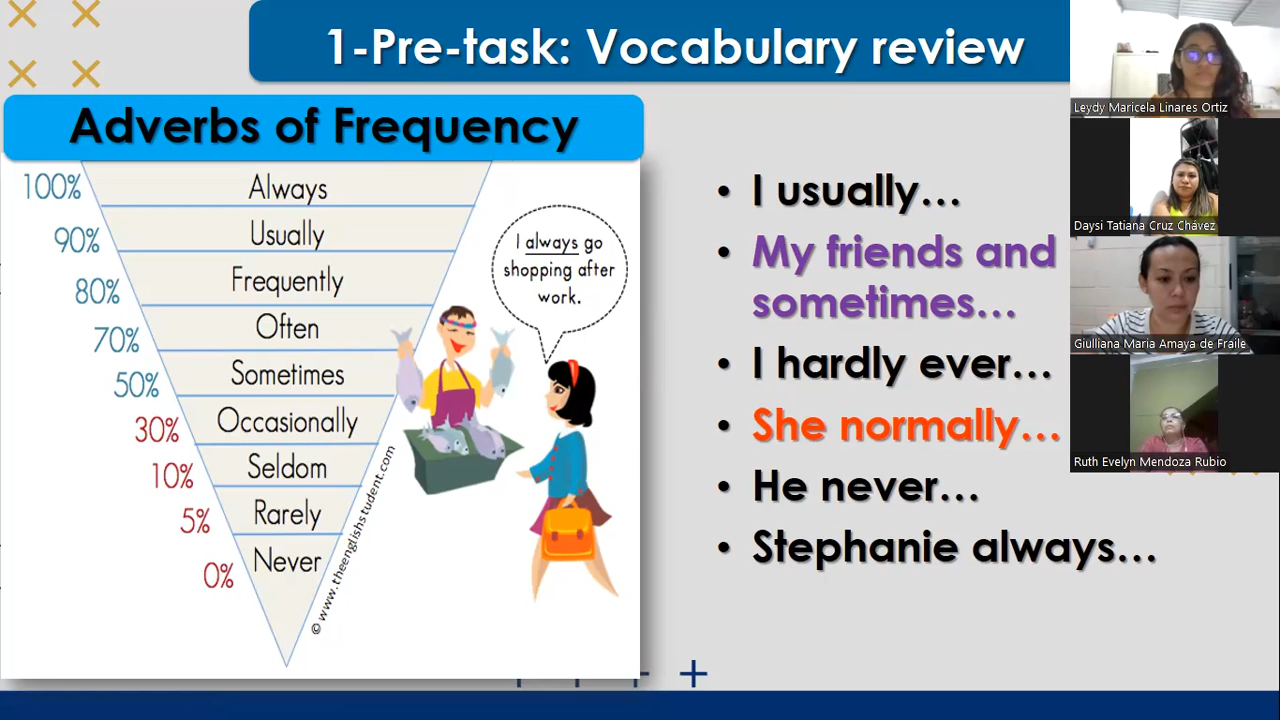 1-Pre-task: Vocabulary review
Adverbs of Frequency
100% Always
90% Usually
80% Frequently
70% Often
50% Sometimes
30% Occasionally
10% Seldom
5% Rarely
0% Never
© www.theenglishstudent.com
I always go
shopping after
work.
• I usually…
• My friends and
sometimes…
• I hardly ever…
• She normally…
• He never…
• Stephanie always…
Leydy Maricela Linares Ortiz
Daysi Tatiana Cruz Chávez
Giulliana Maria Amaya de Fraile
Ruth Evelyn Mendoza Rubio